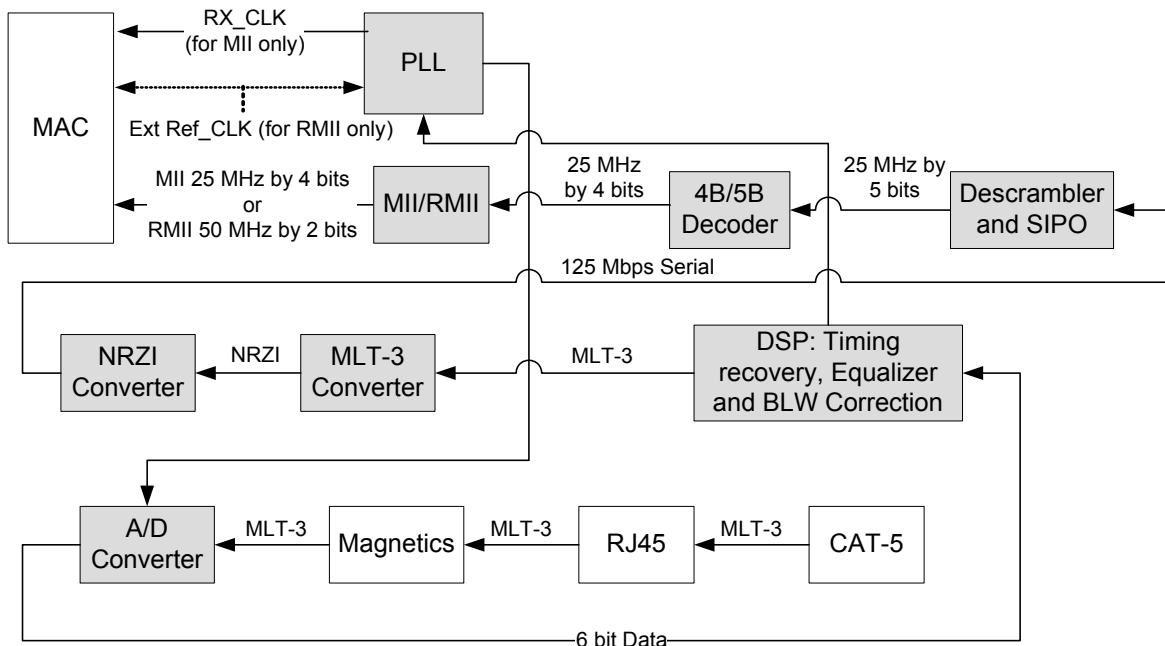 RX_CLK
(for MII only)
PLL
MAC
Ext Ref_CLK (for RMII only)
MII 25 MHz by 4 bits
or
RMII 50 MHz by 2 bits
MII/RMII
25 MHz
by 4 bits
4B/5B
Decoder
25 MHz by
5 bits
Descrambler
and SIPO
125 Mbps Serial
NRZI
Converter
NRZI
MLT-3
Converter
MLT-3
DSP: Timing
recovery, Equalizer
and BLW Correction
A/D
Converter
MLT-3
Magnetics
MLT-3
RJ45
MLT-3
CAT-5
6 bit Data